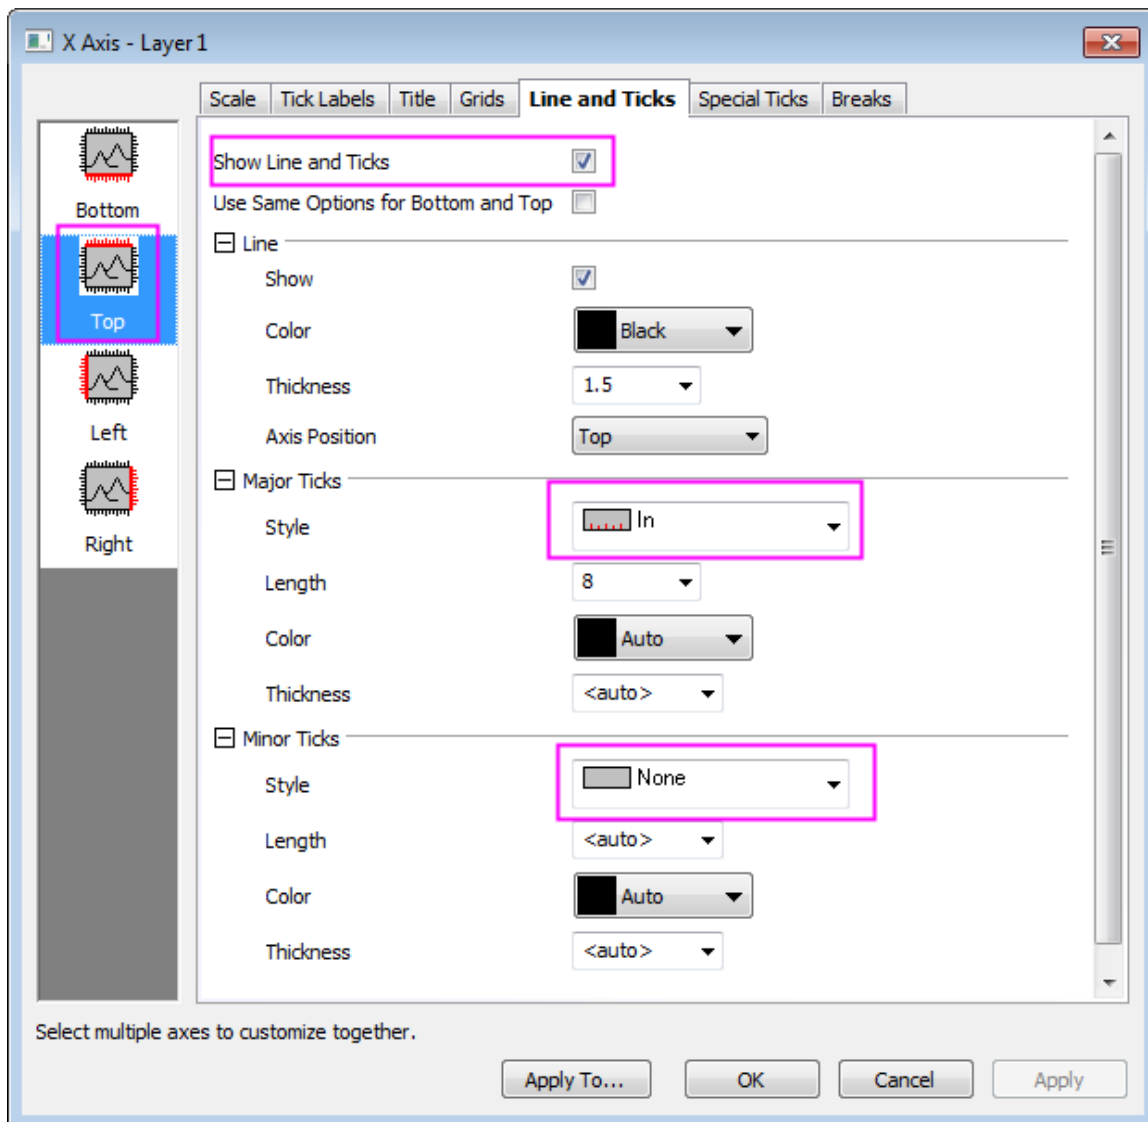 X Axis - Layer1
Scale Tick Labels Title Grids Line and Ticks Special Ticks Breaks
Bottom
Top
Left
Right
Show Line and Ticks
Use Same Options for Bottom and Top
Line
Show
Color Black
Thickness 1.5
Axis Position Top
Major Ticks
Style In
Length 8
Color Auto
Thickness <auto>
Minor Ticks
Style None
Length <auto>
Color Auto
Thickness <auto>
Select multiple axes to customize together.
Apply To... OK Cancel Apply